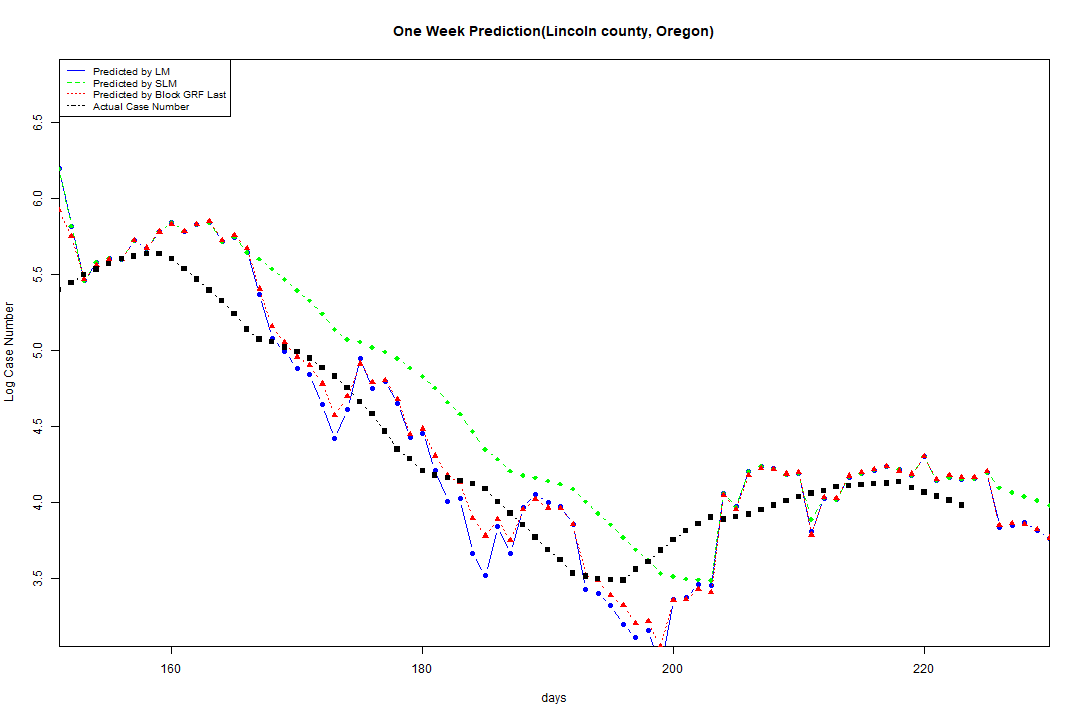 One Week Prediction(Lincoln county, Oregon)
Predicted by LM
Predicted by SLM
Predicted by Block GRF Last
Actual Case Number
6.5
6.0
5.5
5.0
4.5
4.0
3.5
Log Case Number
160 180 200 220
days